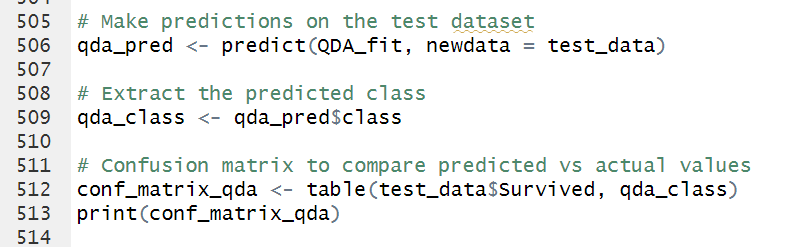 505 # Make predictions on the test dataset
506 qda_pred <- predict(QDA_fit, newdata = test_data)
507
508 # Extract the predicted class
509 qda_class <- qda_pred$class
510
511 # Confusion matrix to compare predicted vs actual values
512 conf_matrix_qda <- table(test_data$Survived, qda_class)
513 print(conf_matrix_qda)
514